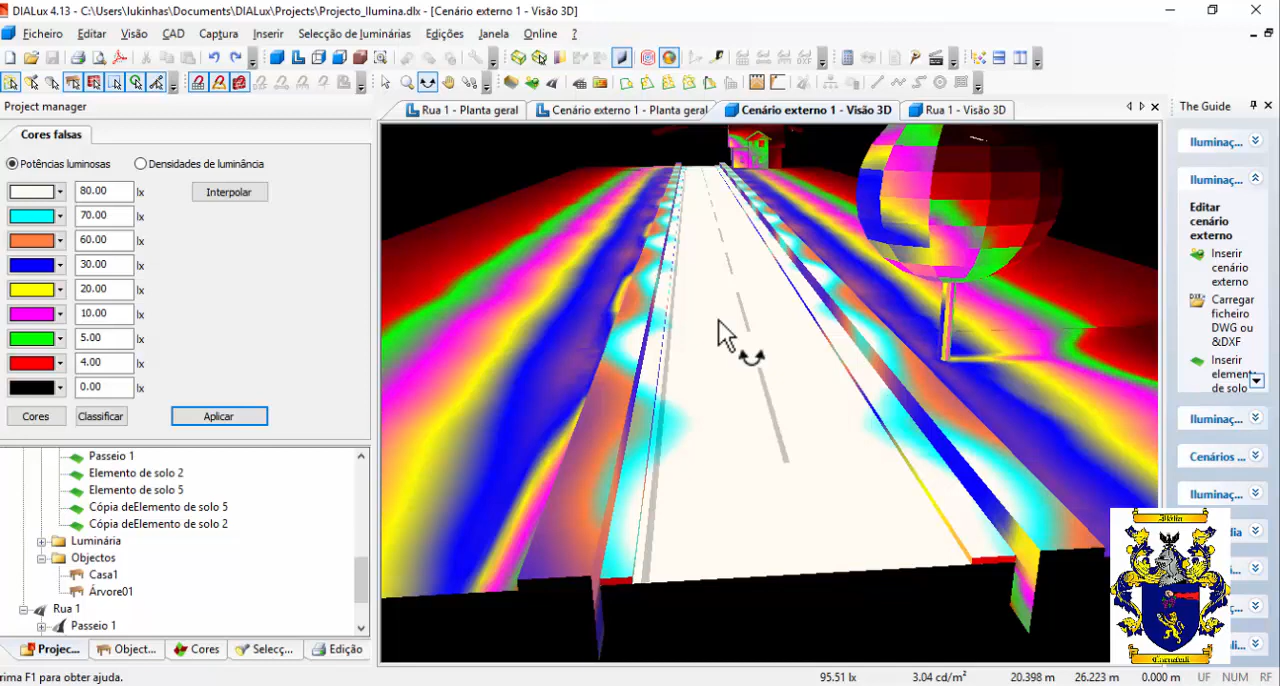 DIALux 4.13 - C:\Users\lukinhas\Documents\DIALux\Projects\Projecto_Ilumina.dlx - [Cenário externo 1 - Visão 3D]
Ficheiro Editar Visão CAD Captura Inserir Selecção de luminárias Edições Janela Online ?
Project manager
Rua 1 - Planta geral Cenário externo 1 - Planta geral Cenário externo 1 - Visão 3D Rua 1 - Visão 3D
The Guide
Cores falsas
Potências luminosas Densidades de luminância
80.00 lx Interpolar
70.00 lx
60.00 lx
30.00 lx
20.00 lx
10.00 lx
5.00 lx
4.00 lx
0.00 lx
Cores Classificar Aplicar
Passeio 1
Elemento de solo 2
Elemento de solo 5
Cópia deElemento de solo 5
Cópia deElemento de solo 2
Luminária
Objectos
Casa1
Árvore01
Rua 1
Passeio 1
Projec... Object... Cores Selecç... Edição
Iluminaç...
Iluminaç...
Editar
cenário
externo
Inserir
cenário
externo
Carregar
ficheiro
DWG ou
&DXF
Inserir
elemen
de solo
Iluminaç...
Cenários ...
Iluminaç...
rima F1 para obter ajuda. 95.51 lx 3.04 cd/m² 20.398 m 26.223 m 0.000 m UF NUM RF